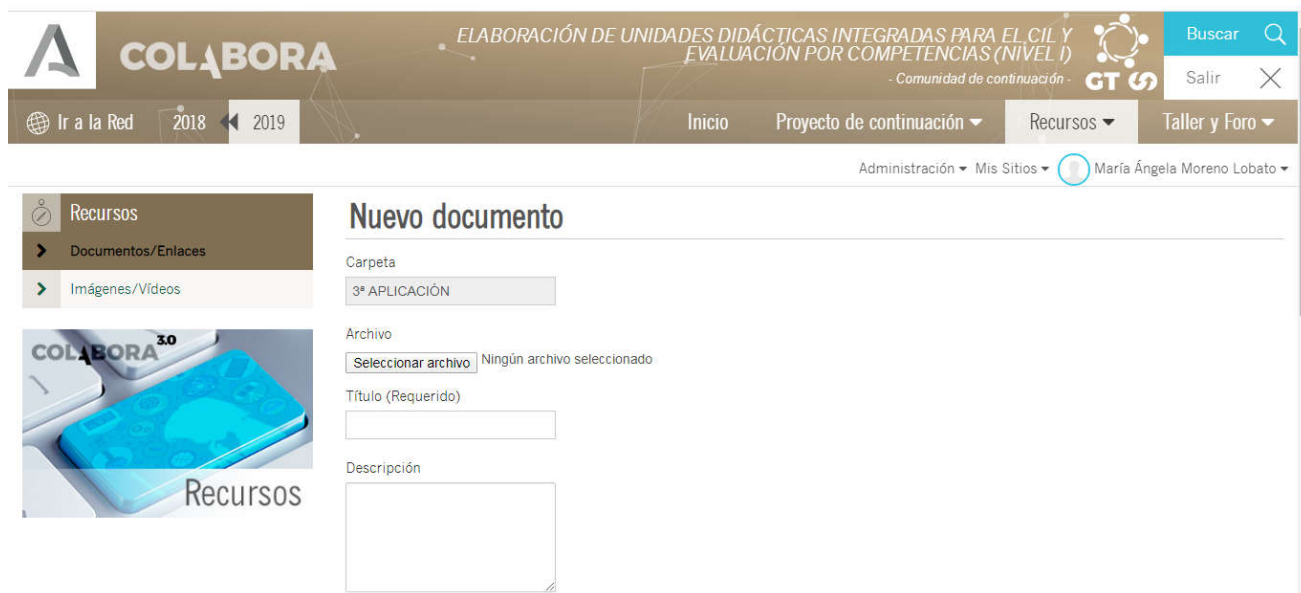 COLABORA
ELABORACIÓN DE UNIDADES DIDÁCTICAS INTEGRADAS PARA EL CIL Y
EVALUACIÓN POR COMPETENCIAS (NIVEL I)
- Comunidad de continuación -
GT
Buscar
Salir
Ir a la Red
2018
2019
Inicio
Proyecto de continuación
Recursos
Taller y Foro
Administración
Mis Sitios
María Ángela Moreno Lobato
Recursos
Documentos/Enlaces
Imágenes/Vídeos
COLABORA 3.0
Recursos
Nuevo documento
Carpeta
3ª APLICACIÓN
Archivo
Seleccionar archivo Ningún archivo seleccionado
Título (Requerido)
Descripción